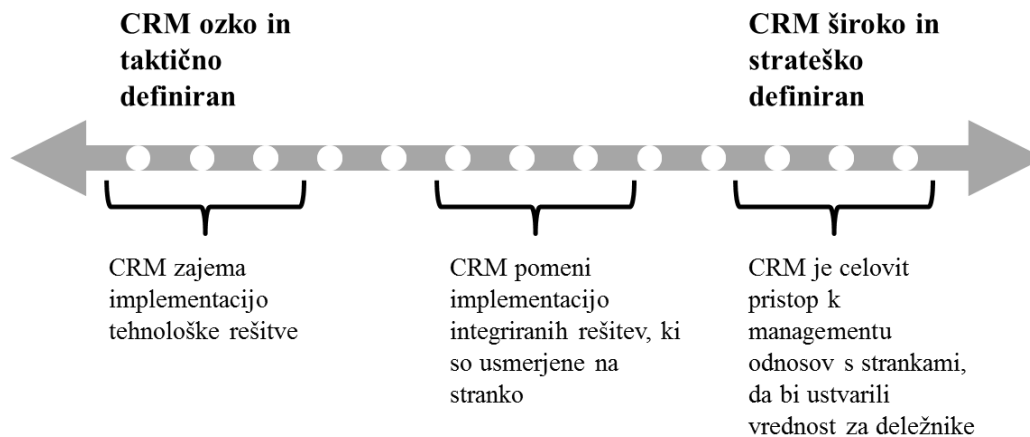 CRM ozko in
taktično
definiran
CRM široko in
strateško
definiran
CRM zajema
implementacijo
tehnološke rešitve
CRM pomeni
implementacijo
integriranih rešitev, ki
so usmerjene na
stranko
CRM je celovit
pristop k
managementu
odnosov s strankami,
da bi ustvarili
vrednost za deležnike